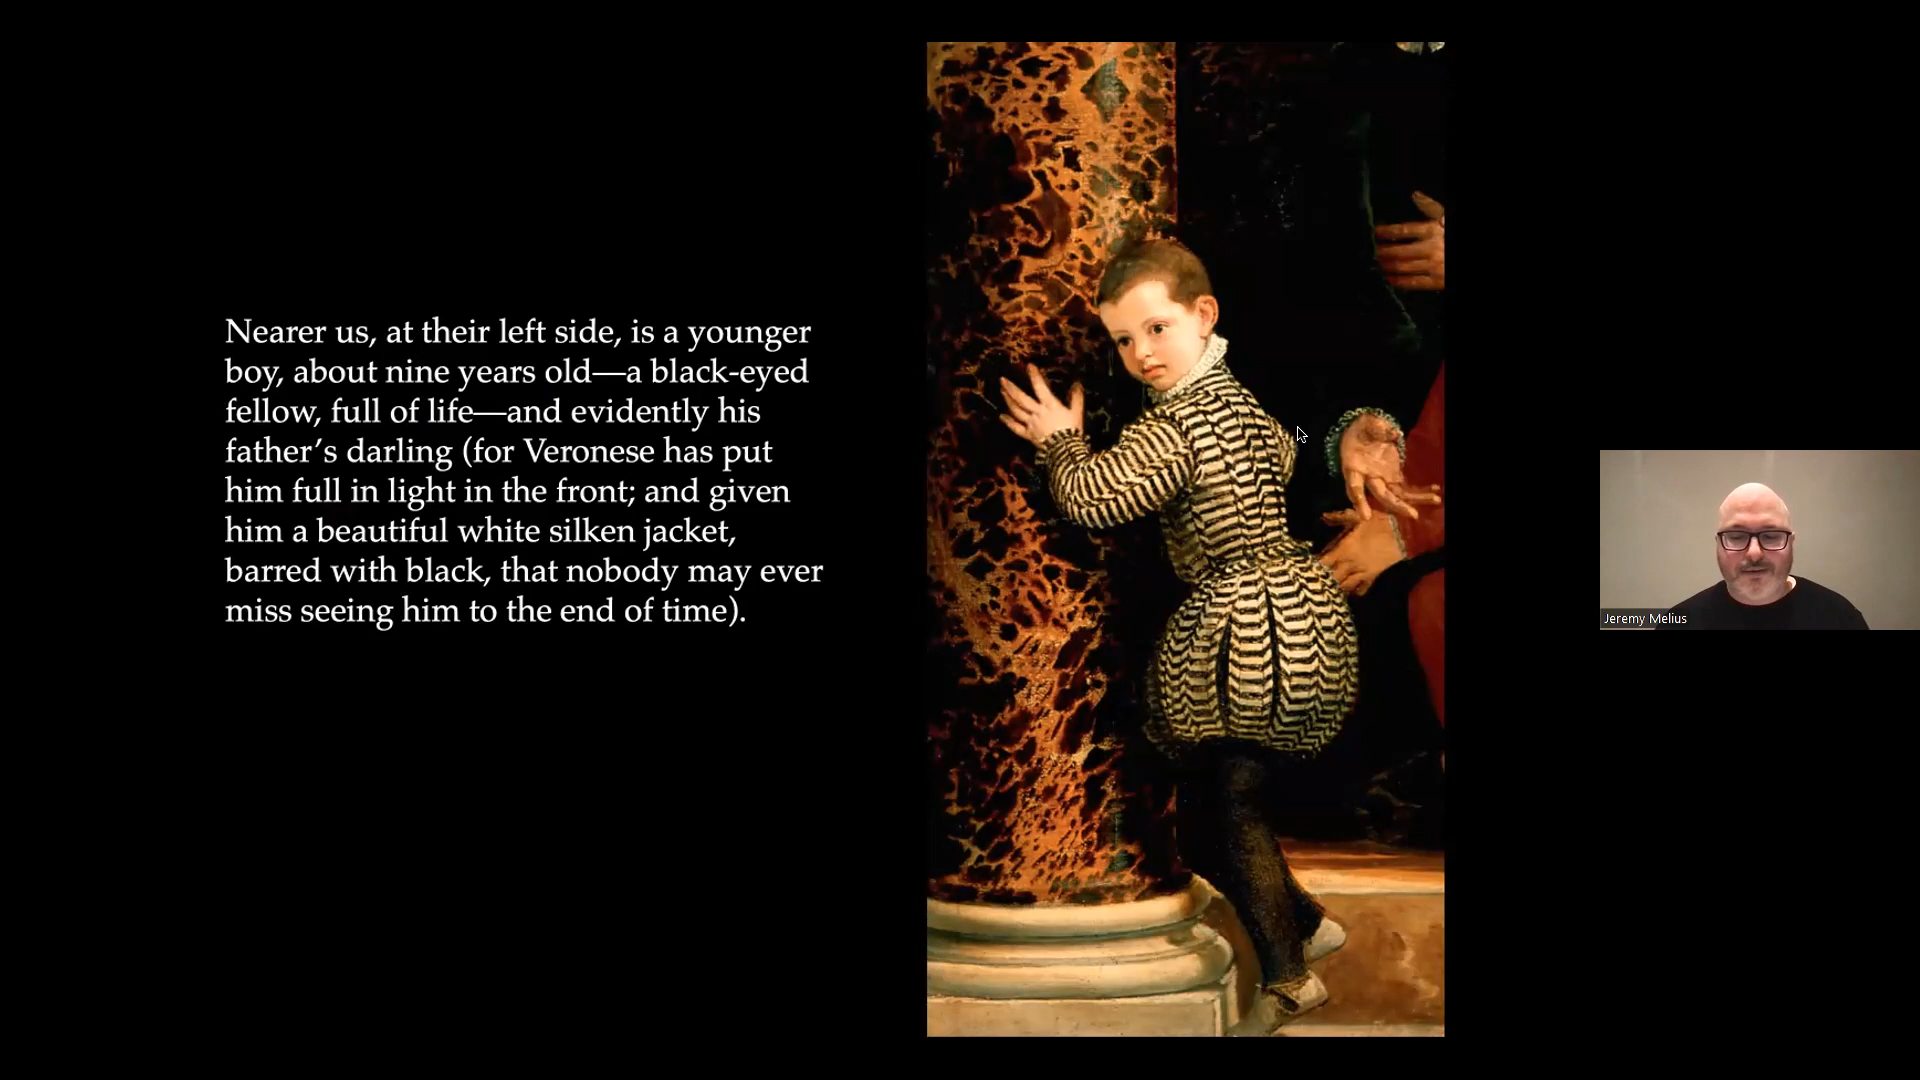 Nearer us, at their left side, is a younger
boy, about nine years old—a black-eyed
fellow, full of life—and evidently his
father’s darling (for Veronese has put
him full in light in the front; and given
him a beautiful white silken jacket,
barred with black, that nobody may ever
miss seeing him to the end of time).
Jeremy Melius